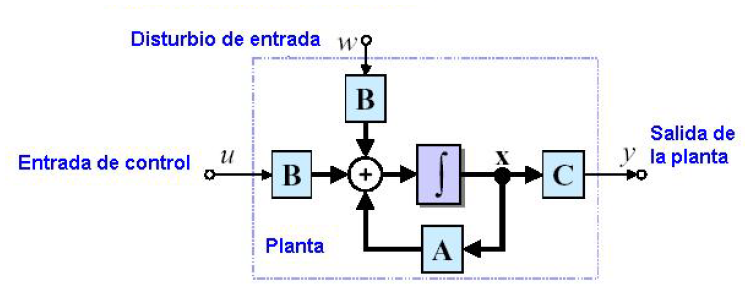 Disturbio de entrada w
B
Salida de
la planta
Entrada de control u
B
+
∫
x
C
y
Planta
A